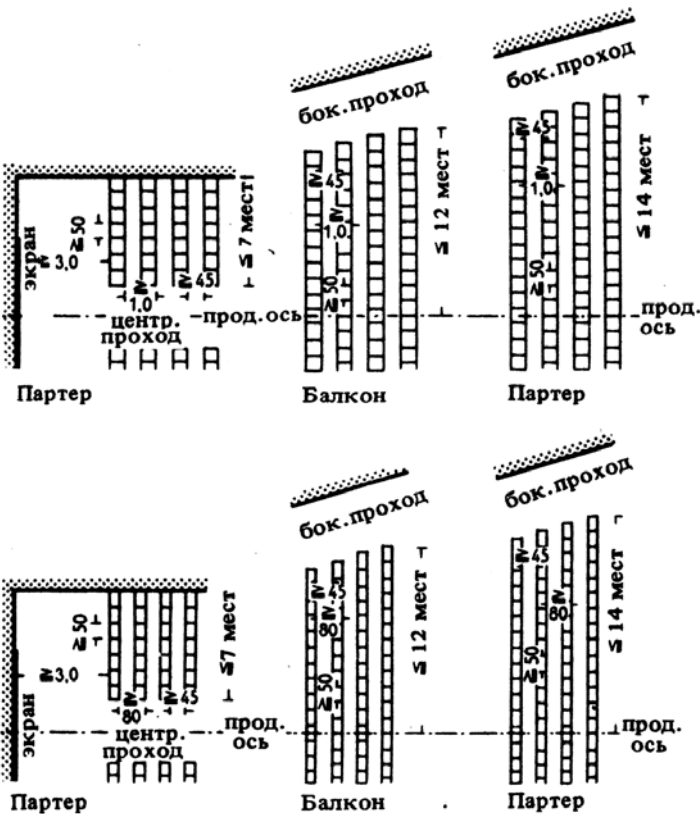 бок.проход
бок.проход
≥ 45
≥ 1,0
≥ 50
≤ 12 мест
≥ 45
≥ 1,0
≥ 50
≤ 14 мест
экран
≥ 3,0
≥ 50
≥ 45
≥ 1,0
≤ 7 мест
центр.
проход
прод. ось
прод.
ось
Партер
Балкон
Партер
бок.проход
бок.проход
≥ 45
≥ 80
≥ 50
≤ 12 мест
≥ 45
≥ 80
≥ 50
≤ 14 мест
экран
≥ 3,0
≥ 50
≥ 45
≥ 80
≤ 7 мест
центр.
проход
прод.
ось
прод.
ось
Партер
Балкон
Партер